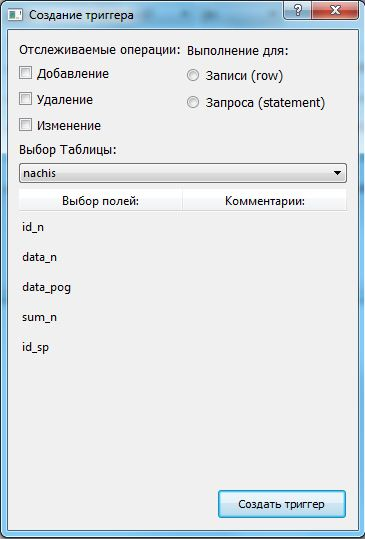 Создание триггера
Отслеживаемые операции:
Выполнение для:
Добавление
Записи (row)
Удаление
Запроса (statement)
Изменение
Выбор Таблицы:
nachis
Выбор полей:
Комментарии:
id_n
data_n
data_pog
sum_n
id_sp
Создать триггер